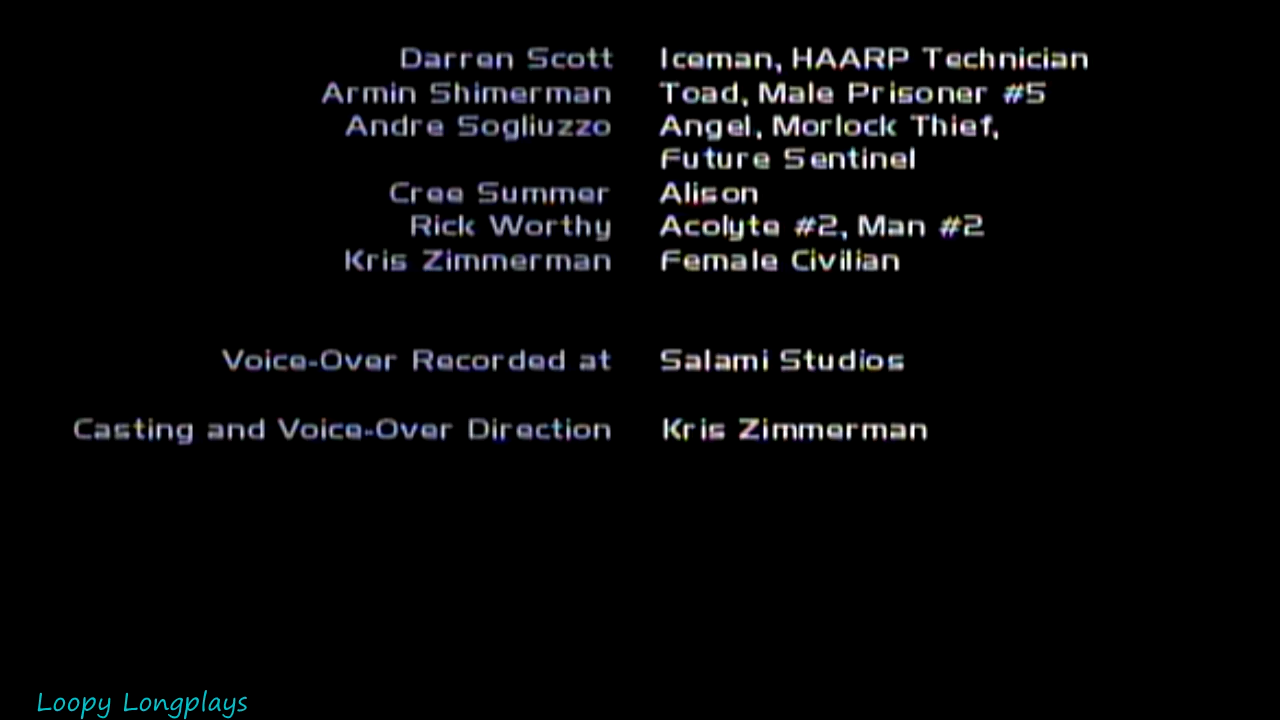 Darren Scott Iceman, HAARP Technician
Armin Shimerman Toad, Male Prisoner #5
Andre Sogliuzzo Angel, Morlock Thief,
Future Sentinel
Cree Summer Alison
Rick Worthy Acolyte #2, Man #2
Kris Zimmerman Female Civilian
Voice-Over Recorded at Salami Studios
Casting and Voice-Over Direction Kris Zimmerman
Loopy Longplays